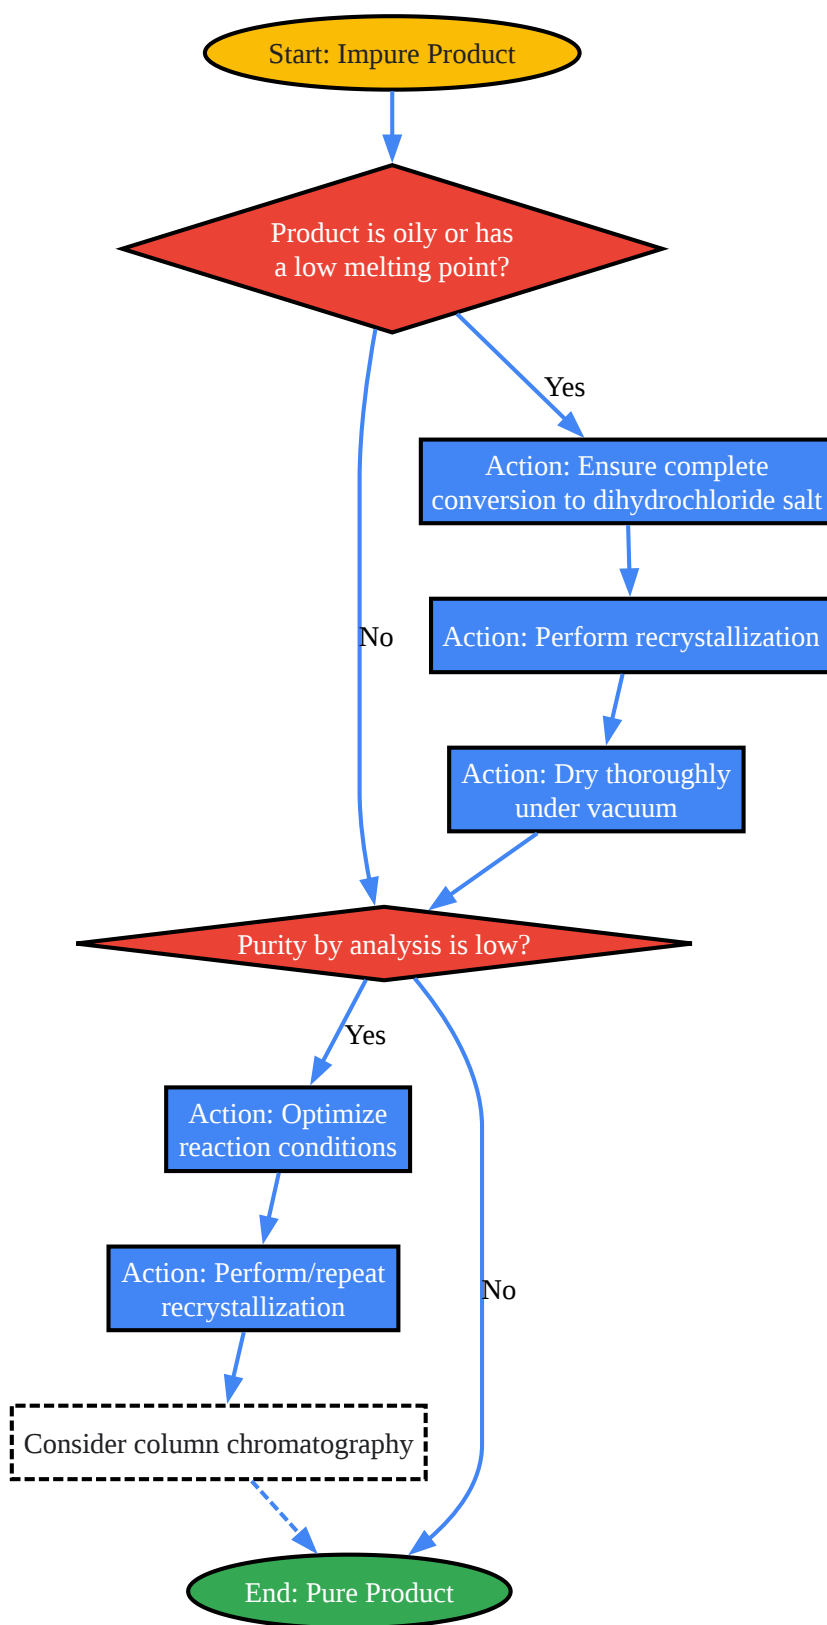 Start: Impure Product
Product is oily or has
a low melting point?
Yes
Action: Ensure complete
conversion to dihydrochloride salt
No
Action: Perform recrystallization
Action: Dry thoroughly
under vacuum
Purity by analysis is low?
Yes
Action: Optimize
reaction conditions
Action: Perform/repeat
recrystallization
No
Consider column chromatography
End: Pure Product